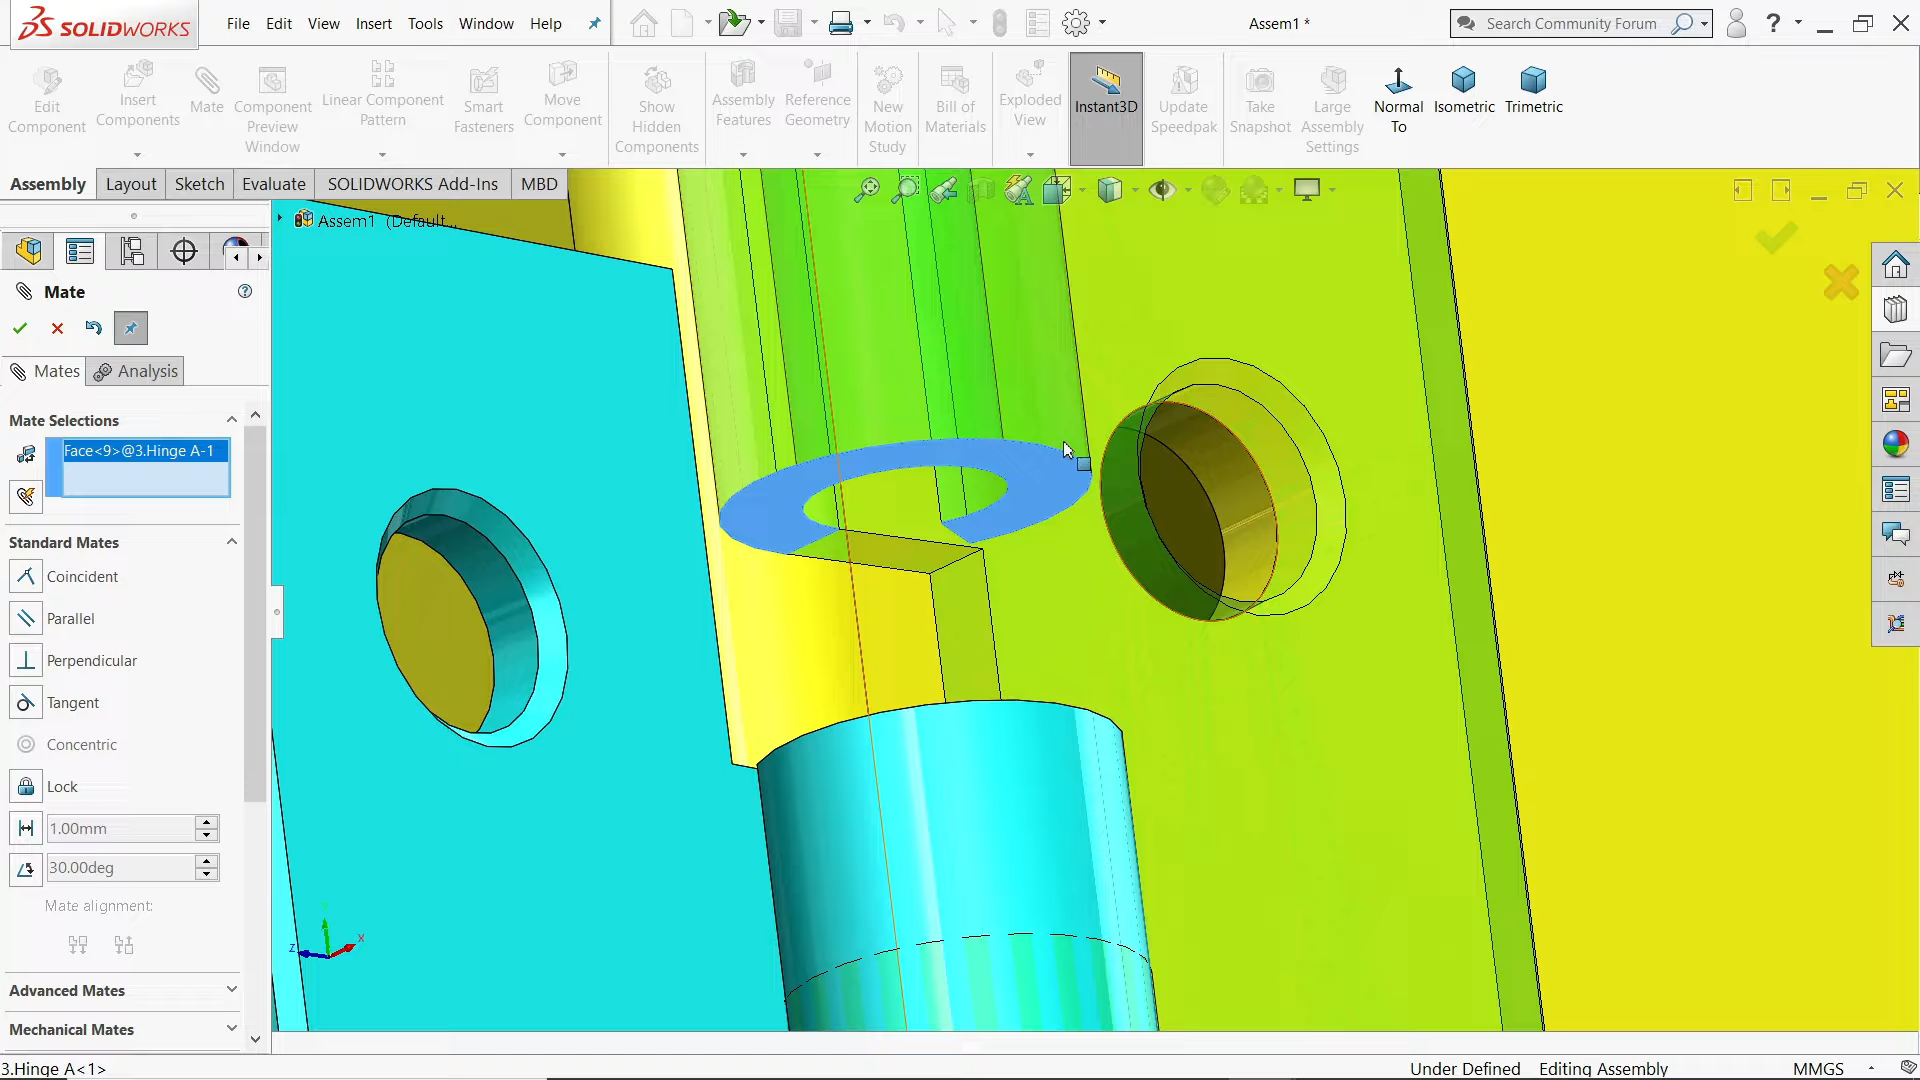 SOLIDWORKS
File Edit View Insert Tools Window Help
Assem1 *
Search Community Forum
?
Edit Component
Insert Components
Mate
Component Preview Window
Linear Component Pattern
Smart Fasteners
Move Component
Show Hidden Components
Assembly Features
Reference Geometry
New Motion Study
Bill of Materials
Exploded View
Instant3D
Update Speedpak
Take Snapshot
Large Assembly Settings
Normal To
Isometric
Trimetric
Assembly Layout Sketch Evaluate SOLIDWORKS Add-Ins MBD
Assem1 (Default...
Mate
Mates Analysis
Mate Selections
Face<9>@3.Hinge A-1
Standard Mates
Coincident
Parallel
Perpendicular
Tangent
Concentric
Lock
1.00mm
30.00deg
Mate alignment:
Advanced Mates
Mechanical Mates
Y
X
Z
3.Hinge A<1>
Under Defined Editing Assembly MMGS